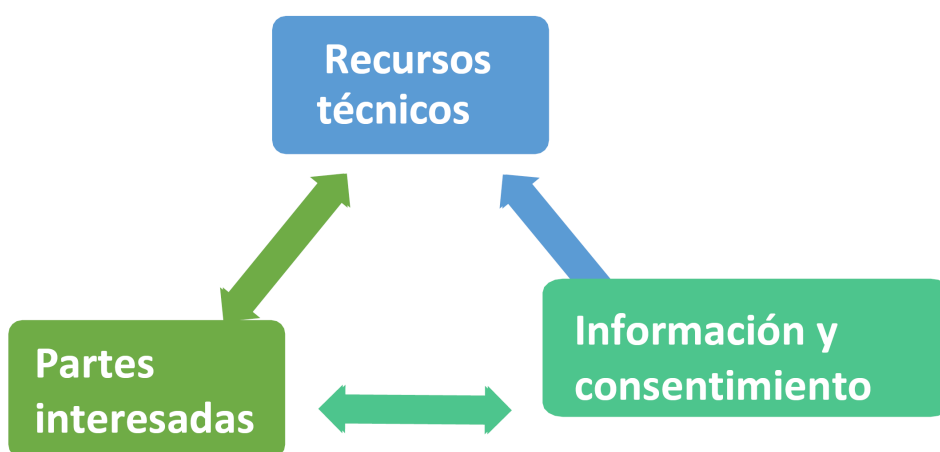 Recursos
técnicos
Información y
consentimiento
Partes
interesadas